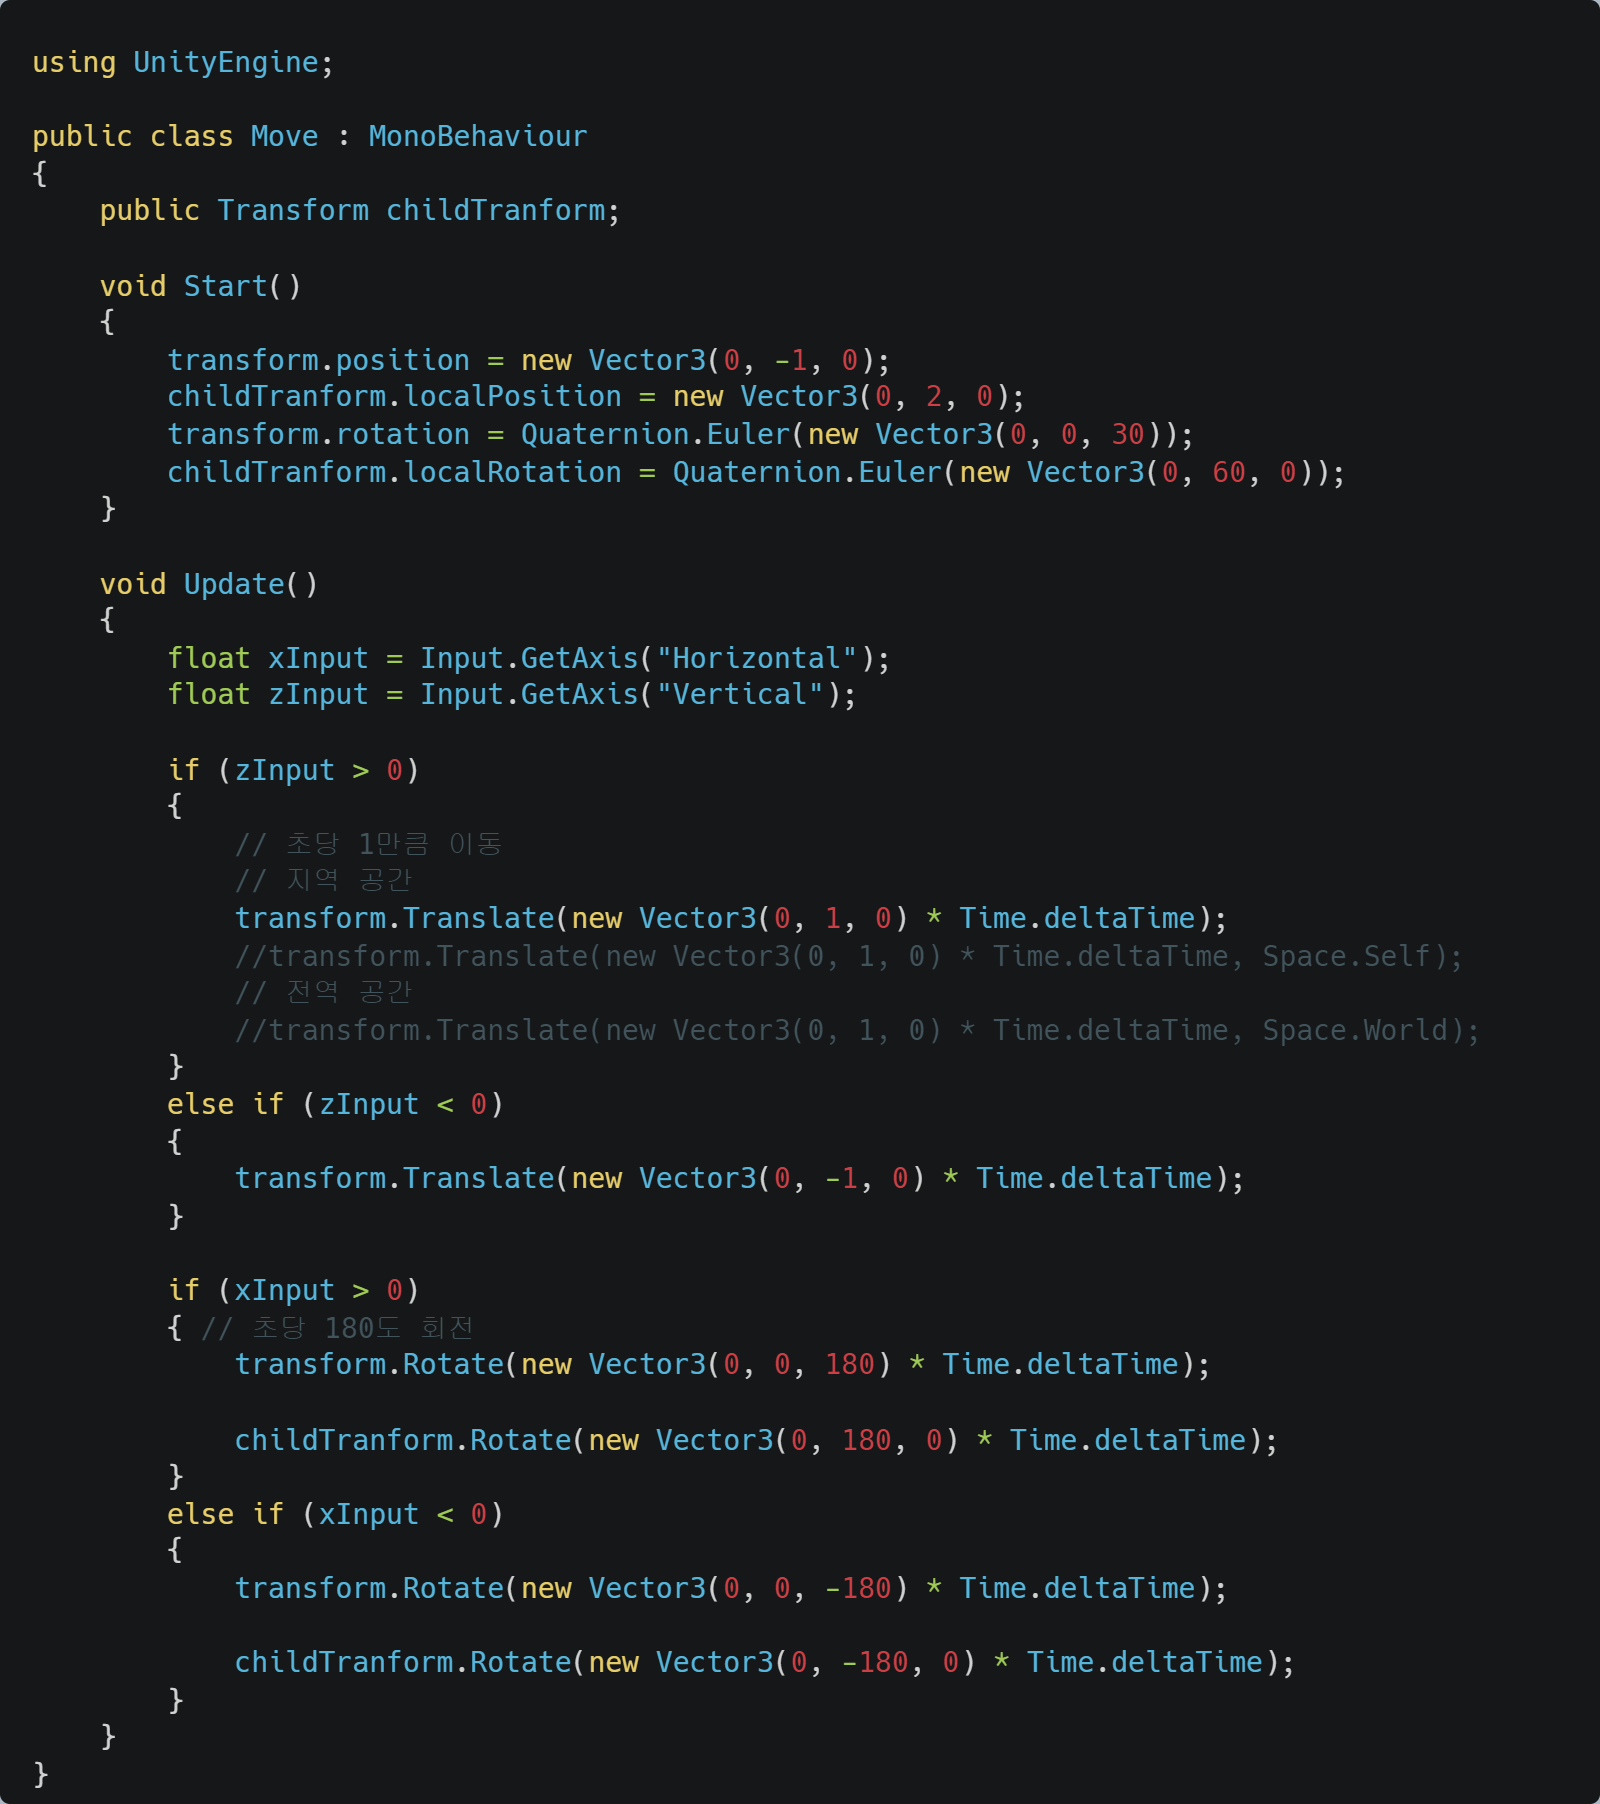 using UnityEngine;
public class Move : MonoBehaviour
{
    public Transform childTranform;
    void Start()
    {
        transform.position = new Vector3(0, -1, 0);
        childTranform.localPosition = new Vector3(0, 2, 0);
        transform.rotation = Quaternion.Euler(new Vector3(0, 0, 30));
        childTranform.localRotation = Quaternion.Euler(new Vector3(0, 60, 0));
    }
    void Update()
    {
        float xInput = Input.GetAxis("Horizontal");
        float zInput = Input.GetAxis("Vertical");
        if (zInput > 0)
        {
            // 초당 1만큼 이동
            // 지역 공간
            transform.Translate(new Vector3(0, 1, 0) * Time.deltaTime);
            //transform.Translate(new Vector3(0, 1, 0) * Time.deltaTime, Space.Self);
            // 전역 공간
            //transform.Translate(new Vector3(0, 1, 0) * Time.deltaTime, Space.World);
        }
        else if (zInput < 0)
        {
            transform.Translate(new Vector3(0, -1, 0) * Time.deltaTime);
        }
        if (xInput > 0)
        { // 초당 180도 회전
            transform.Rotate(new Vector3(0, 0, 180) * Time.deltaTime);
            childTranform.Rotate(new Vector3(0, 180, 0) * Time.deltaTime);
        }
        else if (xInput < 0)
        {
            transform.Rotate(new Vector3(0, 0, -180) * Time.deltaTime);
            childTranform.Rotate(new Vector3(0, -180, 0) * Time.deltaTime);
        }
    }
}